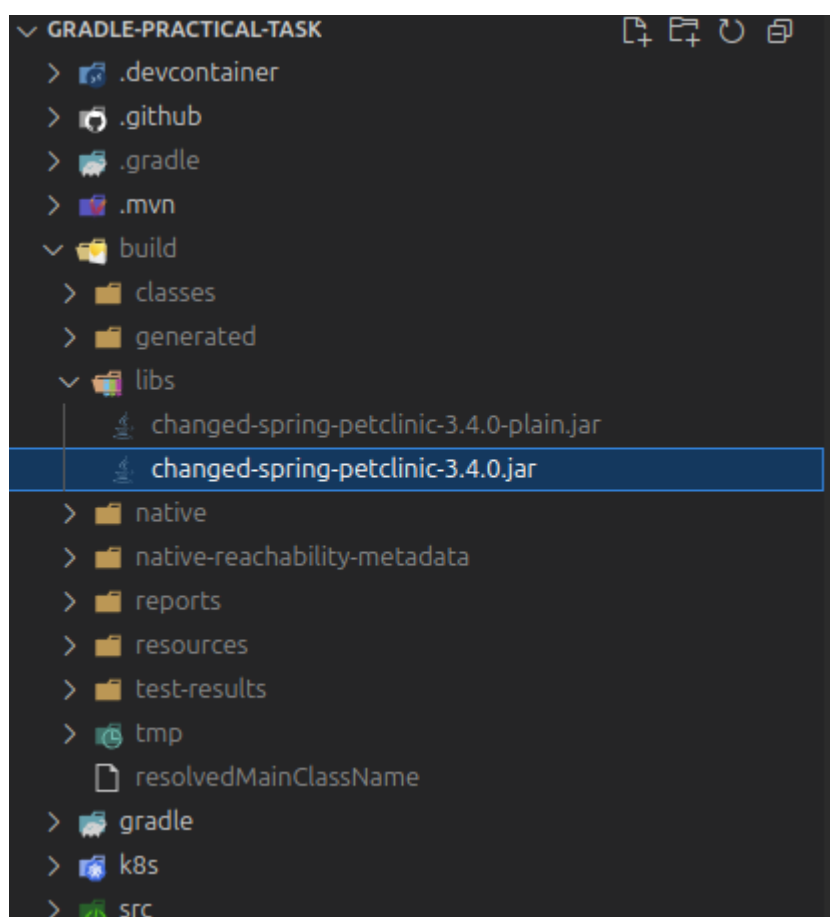 GRADLE-PRACTICAL-TASK
.devcontainer
.github
.gradle
.mvn
build
classes
generated
libs
changed-spring-petclinic-3.4.0-plain.jar
changed-spring-petclinic-3.4.0.jar
native
native-reachability-metadata
reports
resources
test-results
tmp
resolvedMainClassName
gradle
k8s
src